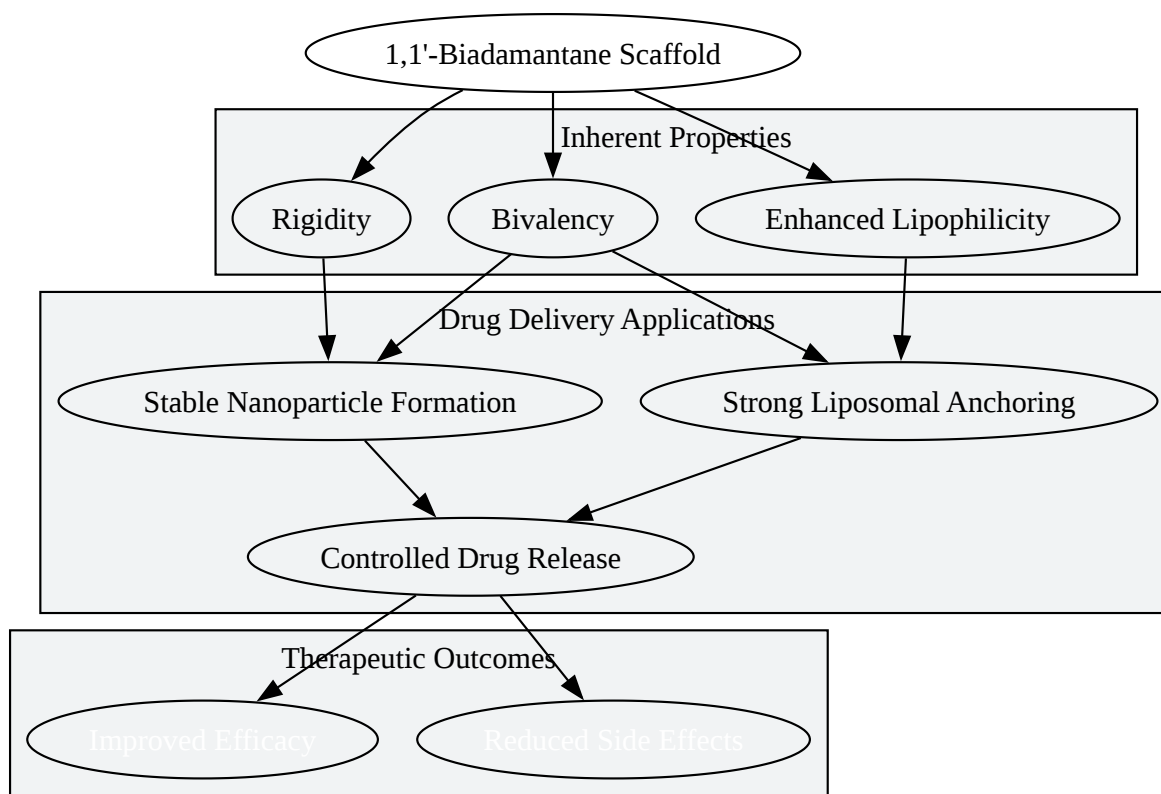 1,1'-Biadamantane Scaffold
Inherent Properties
Rigidity
Bivalency
Enhanced Lipophilicity
Drug Delivery Applications
Stable Nanoparticle Formation
Strong Liposomal Anchoring
Controlled Drug Release
Therapeutic Outcomes
Improved Efficacy
Reduced Side Effects